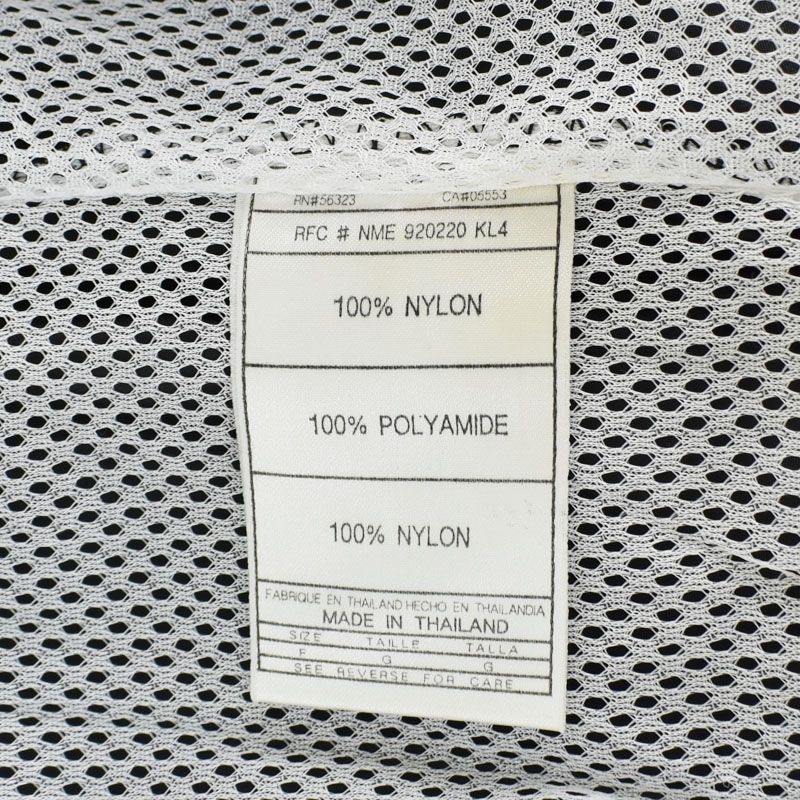 RN#56323 CA#05553
RFC # NME 920220 KL4
100% NYLON
100% POLYAMIDE
100% NYLON
FABRIQUE EN THAILAND HECHO EN THAILANDIA
MADE IN THAILAND
SIZE TAILLE TALLA
F G G
SEE REVERSE FOR CARE